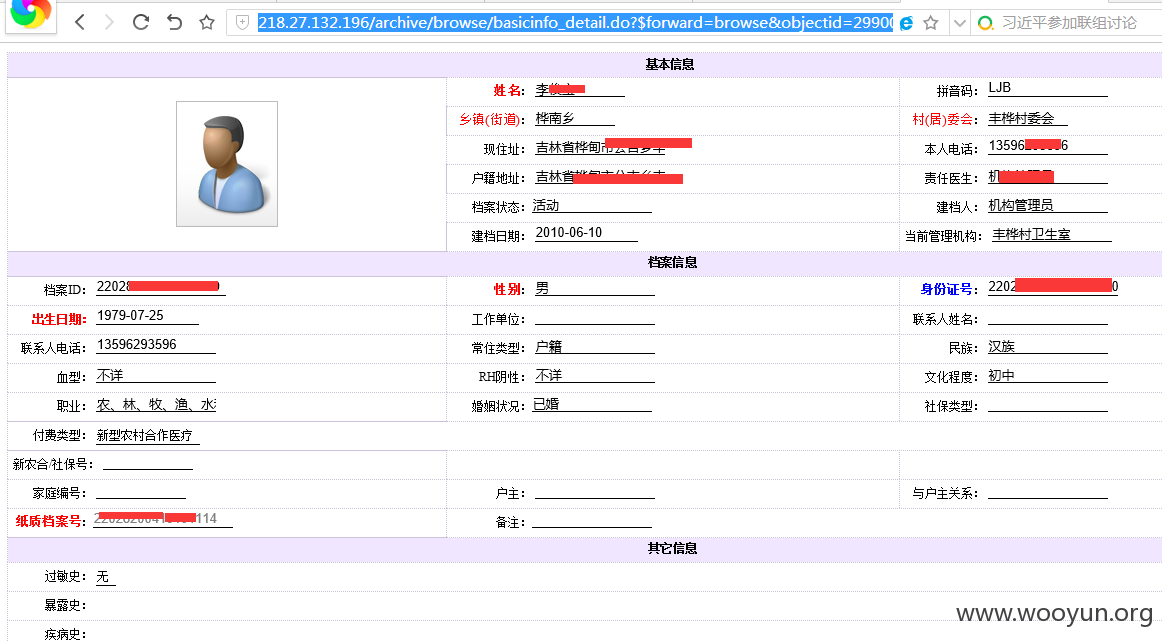 218.27.132.196/archive/browse/basicinfo_detail.do?$forward=browse&objectid=2990
习近平参加联组讨论
基本信息
姓名： 李 拼音码： LJB
乡镇(街道)： 桦南乡 村(居)委会： 丰桦村委会
现住址： 吉林省桦甸 本人电话： 13596 6
户籍地址： 吉林省 责任医生：
档案状态： 活动 建档人： 机构管理员
建档日期： 2010-06-10 当前管理机构： 丰桦村卫生室
档案信息
档案ID： 22028 性别： 男 身份证号： 2202 0
出生日期： 1979-07-25 工作单位： 联系人姓名：
联系人电话： 13596293596 常住类型： 户籍 民族： 汉族
血型： 不详 RH阴性： 不详 文化程度： 初中
职业： 农、林、牧、渔、水 婚姻状况： 已婚 社保类型：
付费类型： 新型农村合作医疗
新农合/社保号：
家庭编号： 户主： 与户主关系：
纸质档案号： 114 备注：
其它信息
过敏史： 无
暴露史：
疾病史：
www.wooyun.org